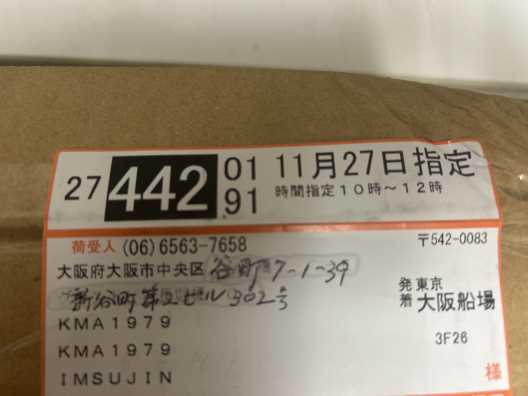 27 442 01 91 11月27日指定
時間指定10時～12時
荷受人 (06)6563-7658 〒542-0083
大阪府大阪市中央区 谷町7-1-39
新谷町第二ビル302号
発 東京
着 大阪船場
KMA1979
3F26
KMA1979
IMSUJIN 様